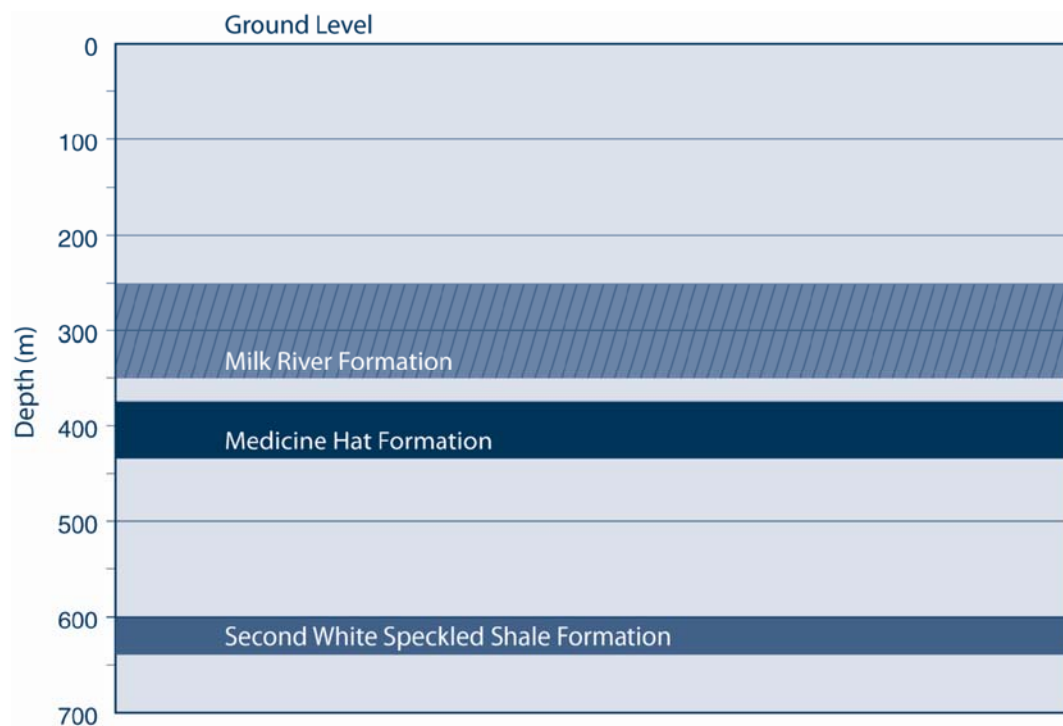 Ground Level
0
100
200
300
Milk River Formation
Depth (m)
400
Medicine Hat Formation
500
600
Second White Speckled Shale Formation
700